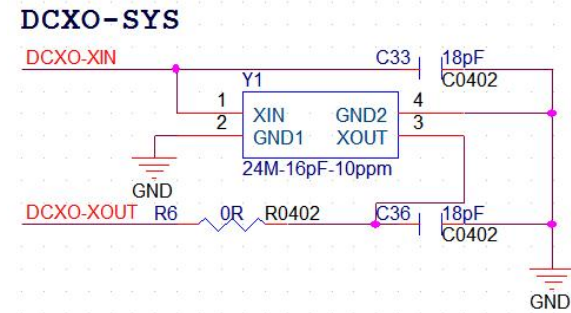 DCXO-SYS
DCXO-XIN
C33 18pF
C0402
Y1
1 XIN GND2 4
2 GND1 XOUT 3
24M-16pF-10ppm
GND
DCXO-XOUT R6 0R R0402 C36 18pF
C0402
GND